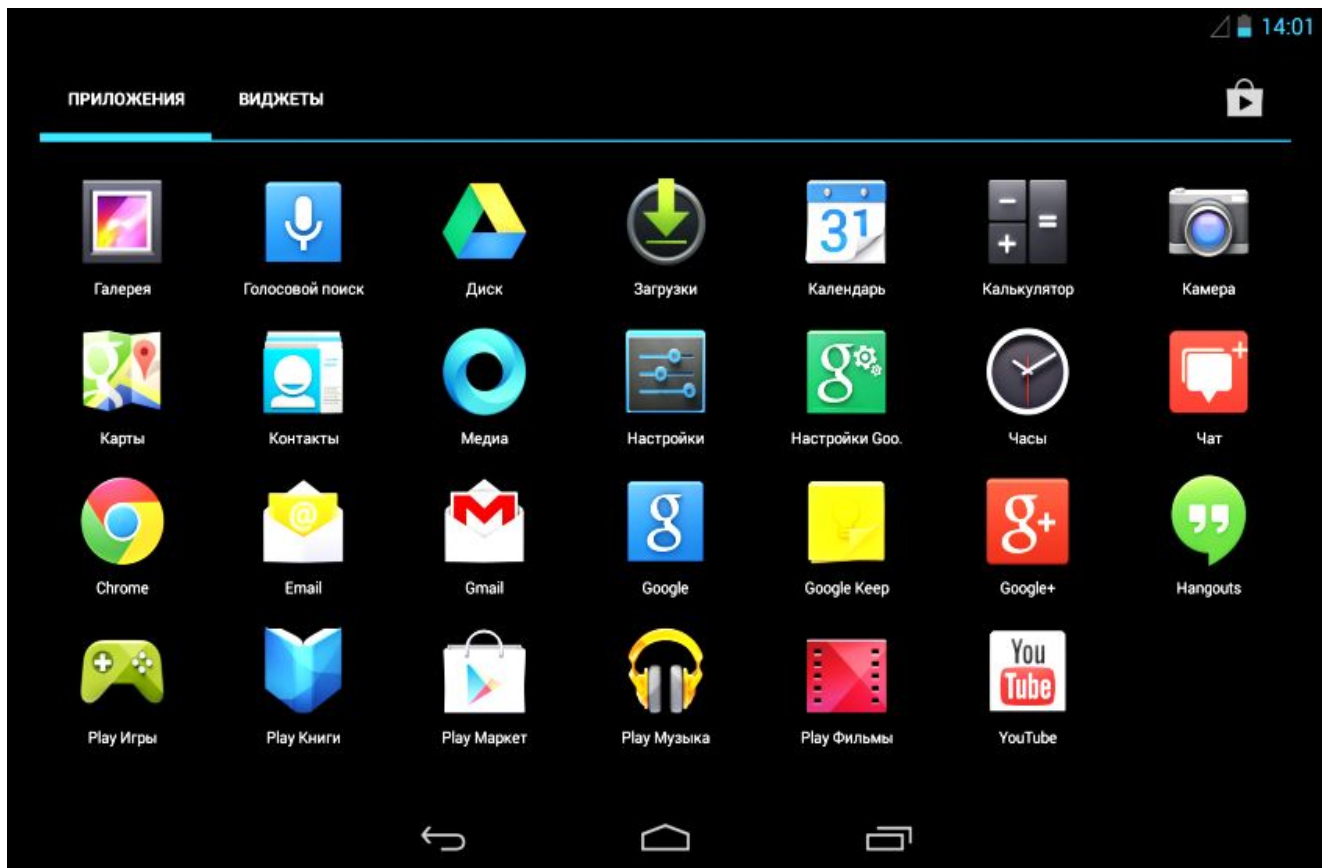 14:01
ПРИЛОЖЕНИЯ ВИДЖЕТЫ
31
Галерея Голосовой поиск Диск Загрузки Календарь Калькулятор Камера
Карты Контакты Медиа Настройки Настройки Goo. Часы Чат
Chrome Email Gmail Google Google Keep Google+ Hangouts
You
Tube
Play Игры Play Книги Play Маркет Play Музыка Play Фильмы YouTube